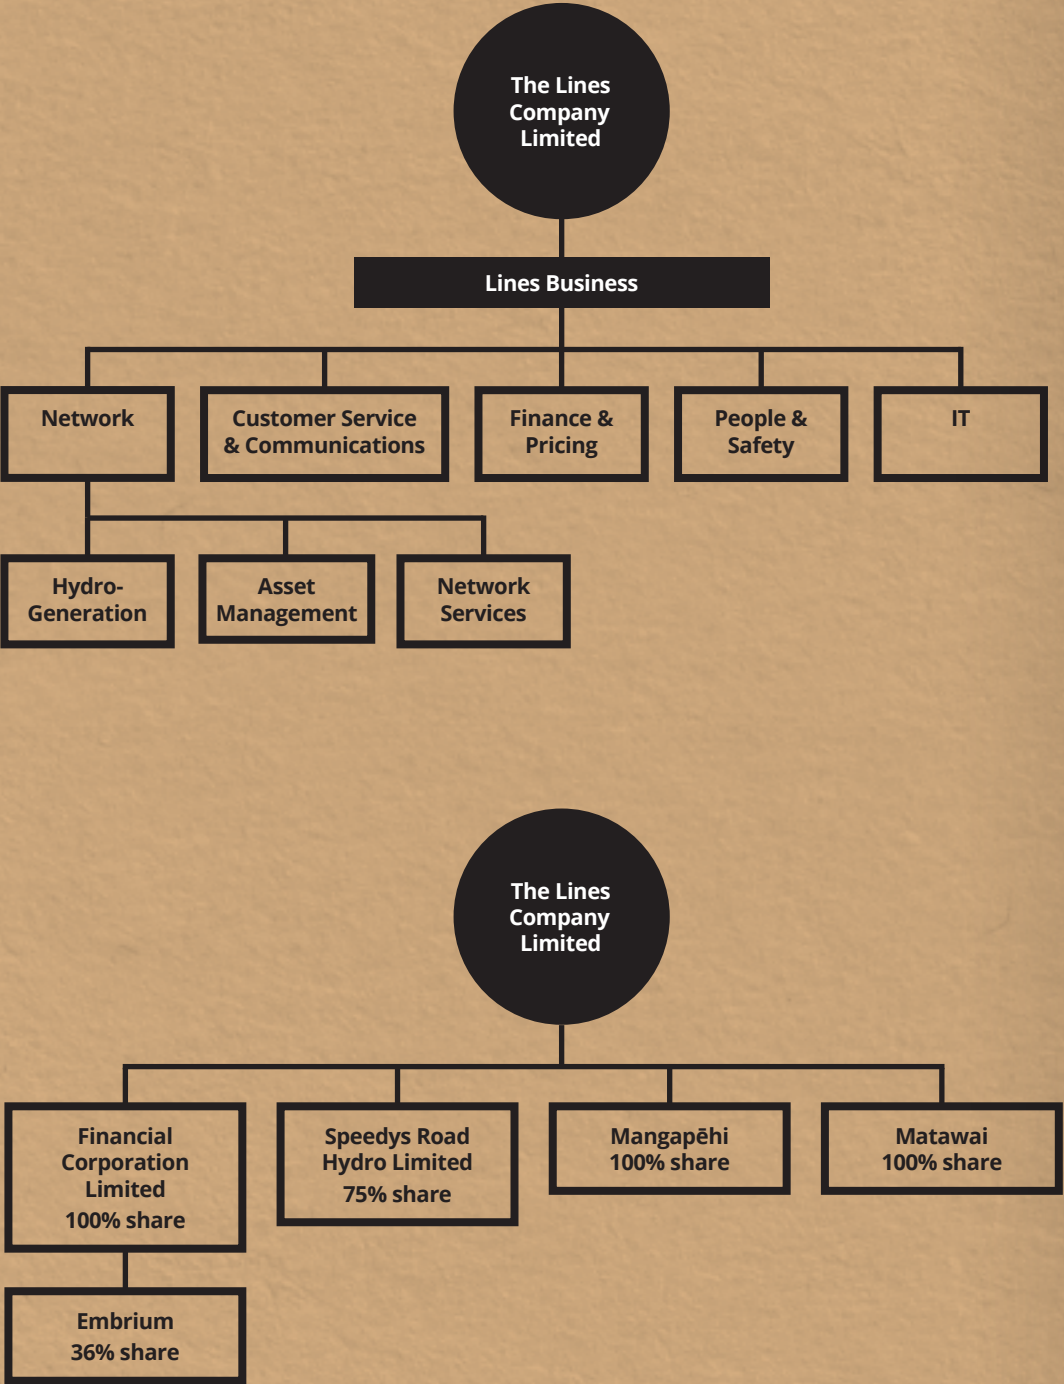 The Lines
Company
Limited
Lines Business
Network
Customer Service
& Communications
Finance &
Pricing
People &
Safety
IT
Hydro-
Generation
Asset
Management
Network
Services
The Lines
Company
Limited
Financial
Corporation
Limited
100% share
Speedys Road
Hydro Limited
75% share
Mangapēhi
100% share
Matawai
100% share
Embrium
36% share